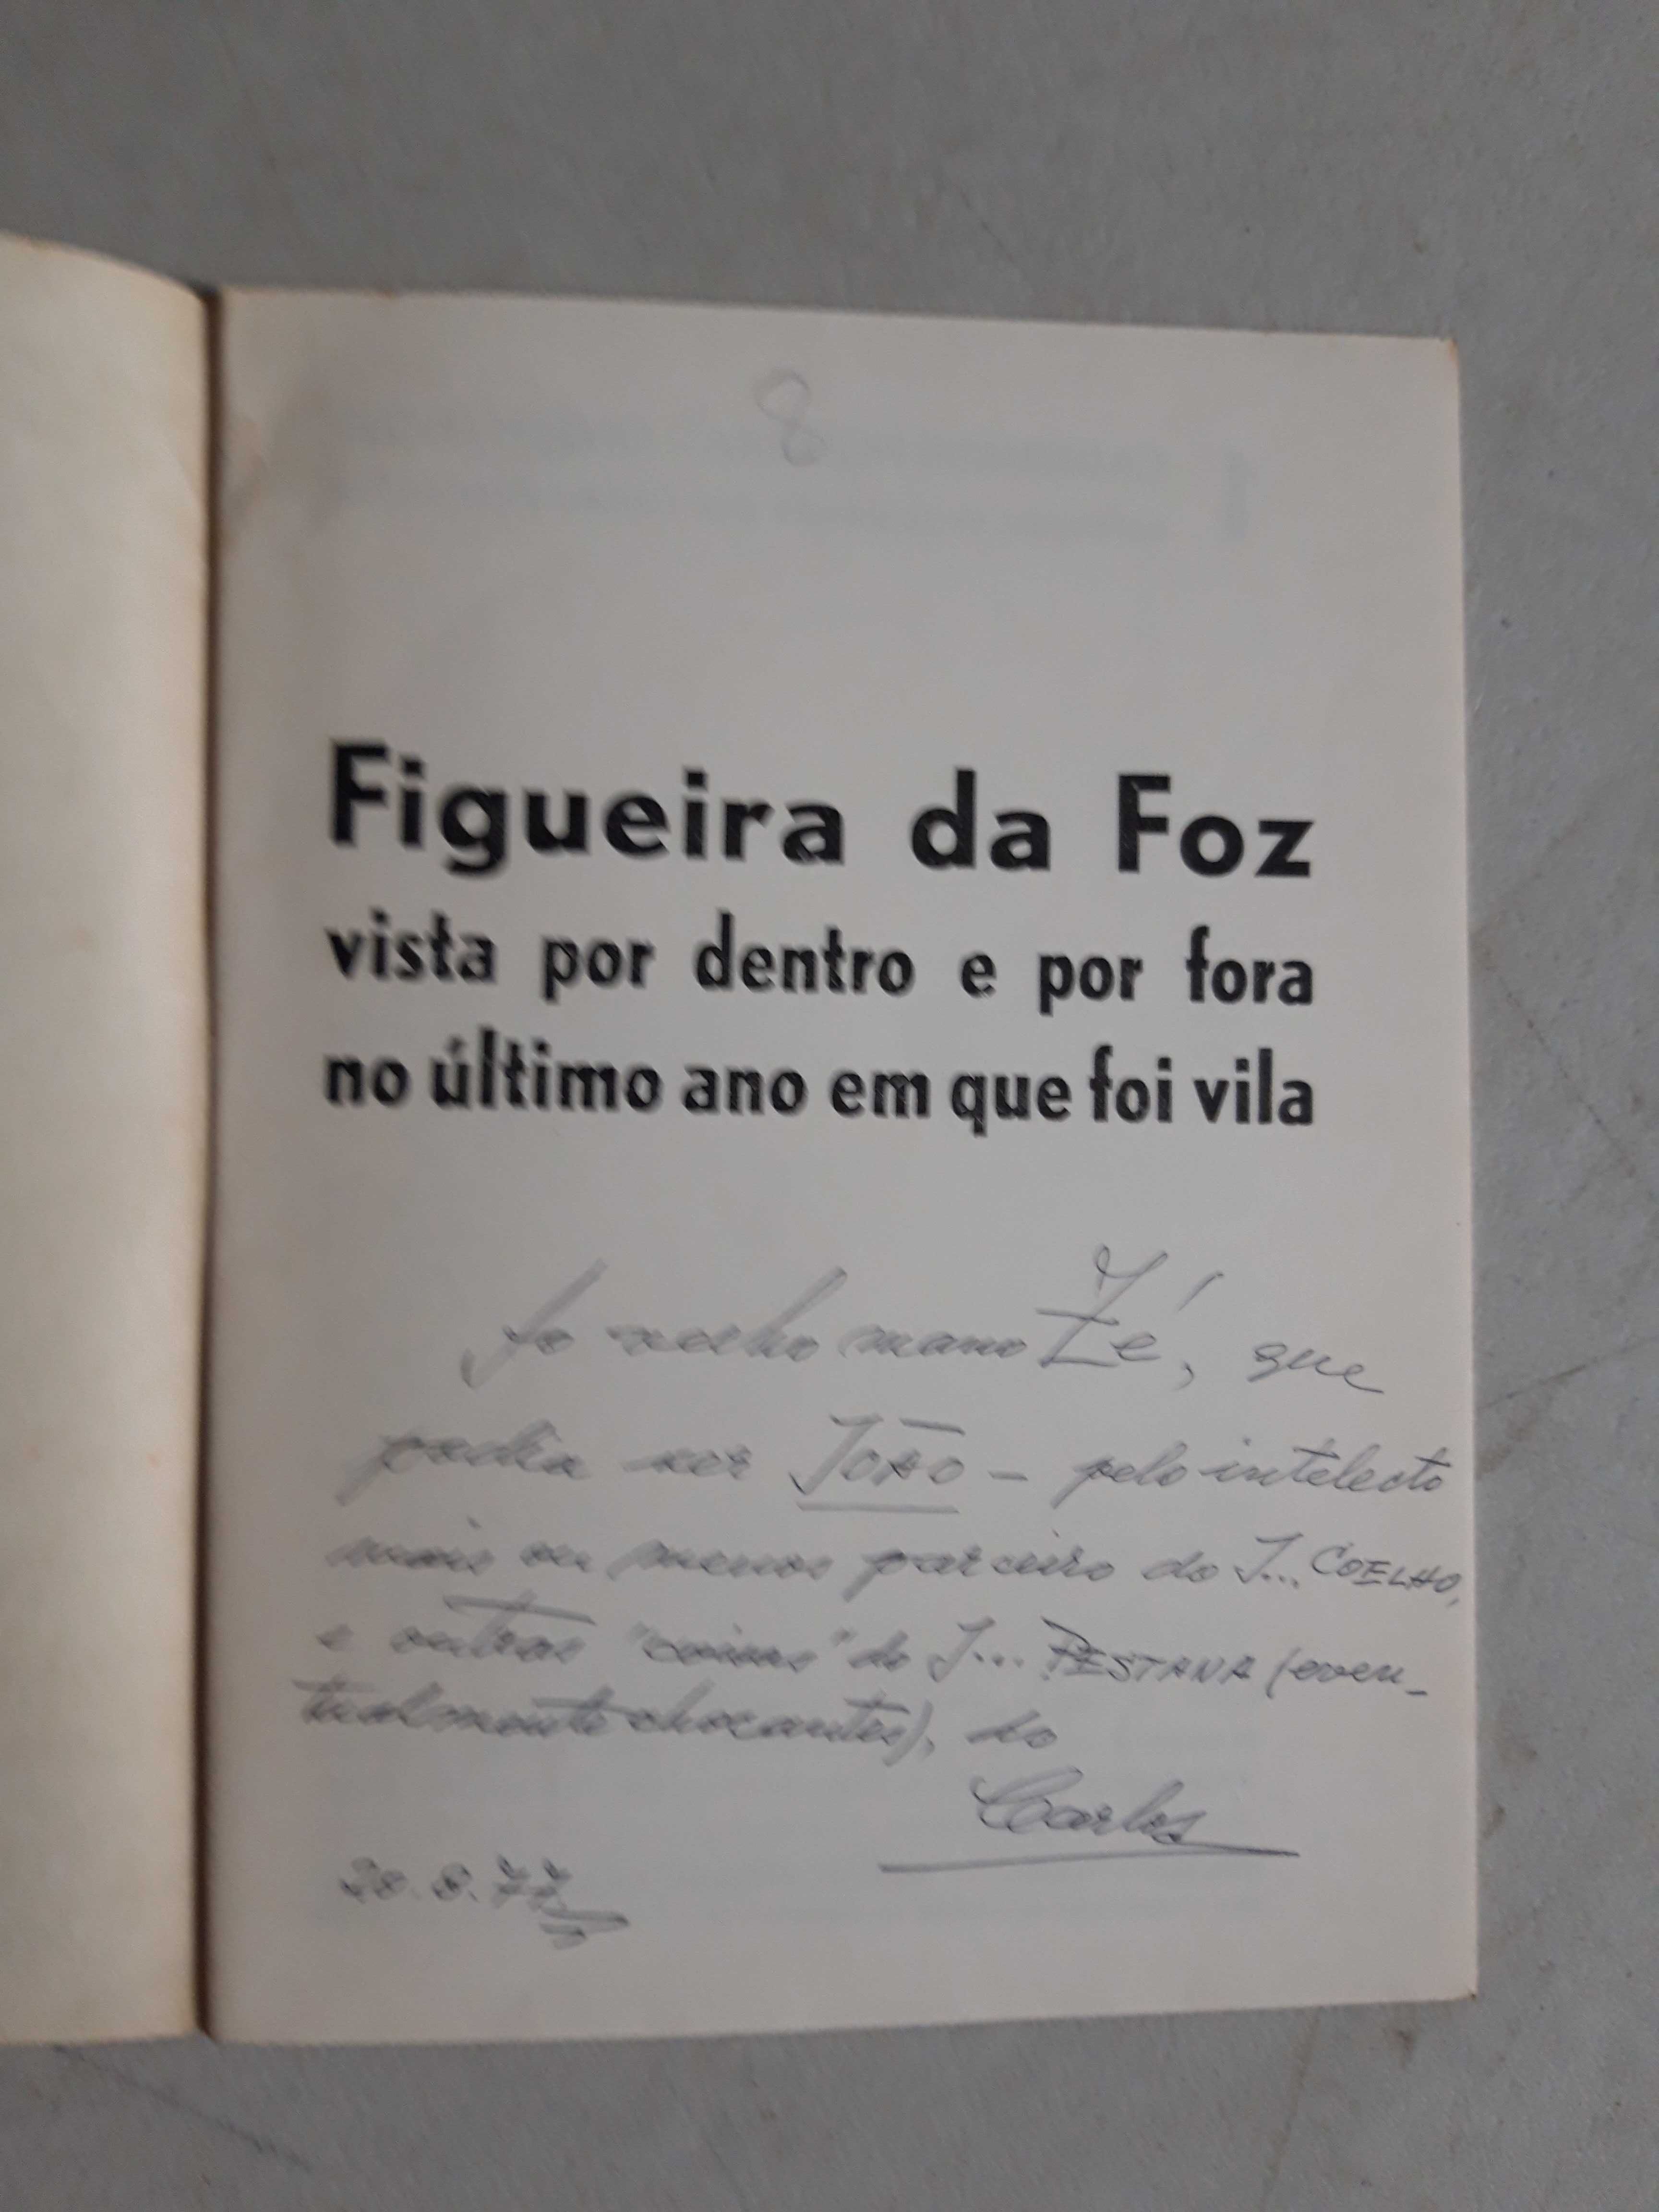 8
Figueira da Foz
vista por dentro e por fora
no último ano em que foi vila
Ao velho mano Zé, que
podia ser JOÃO - pelo intelecto
mais ou menos parceiro do J... COELHO,
e outras "coisas" do J... PESTANA (even-
tualmente chocantes), do
Carlos
20.8.77